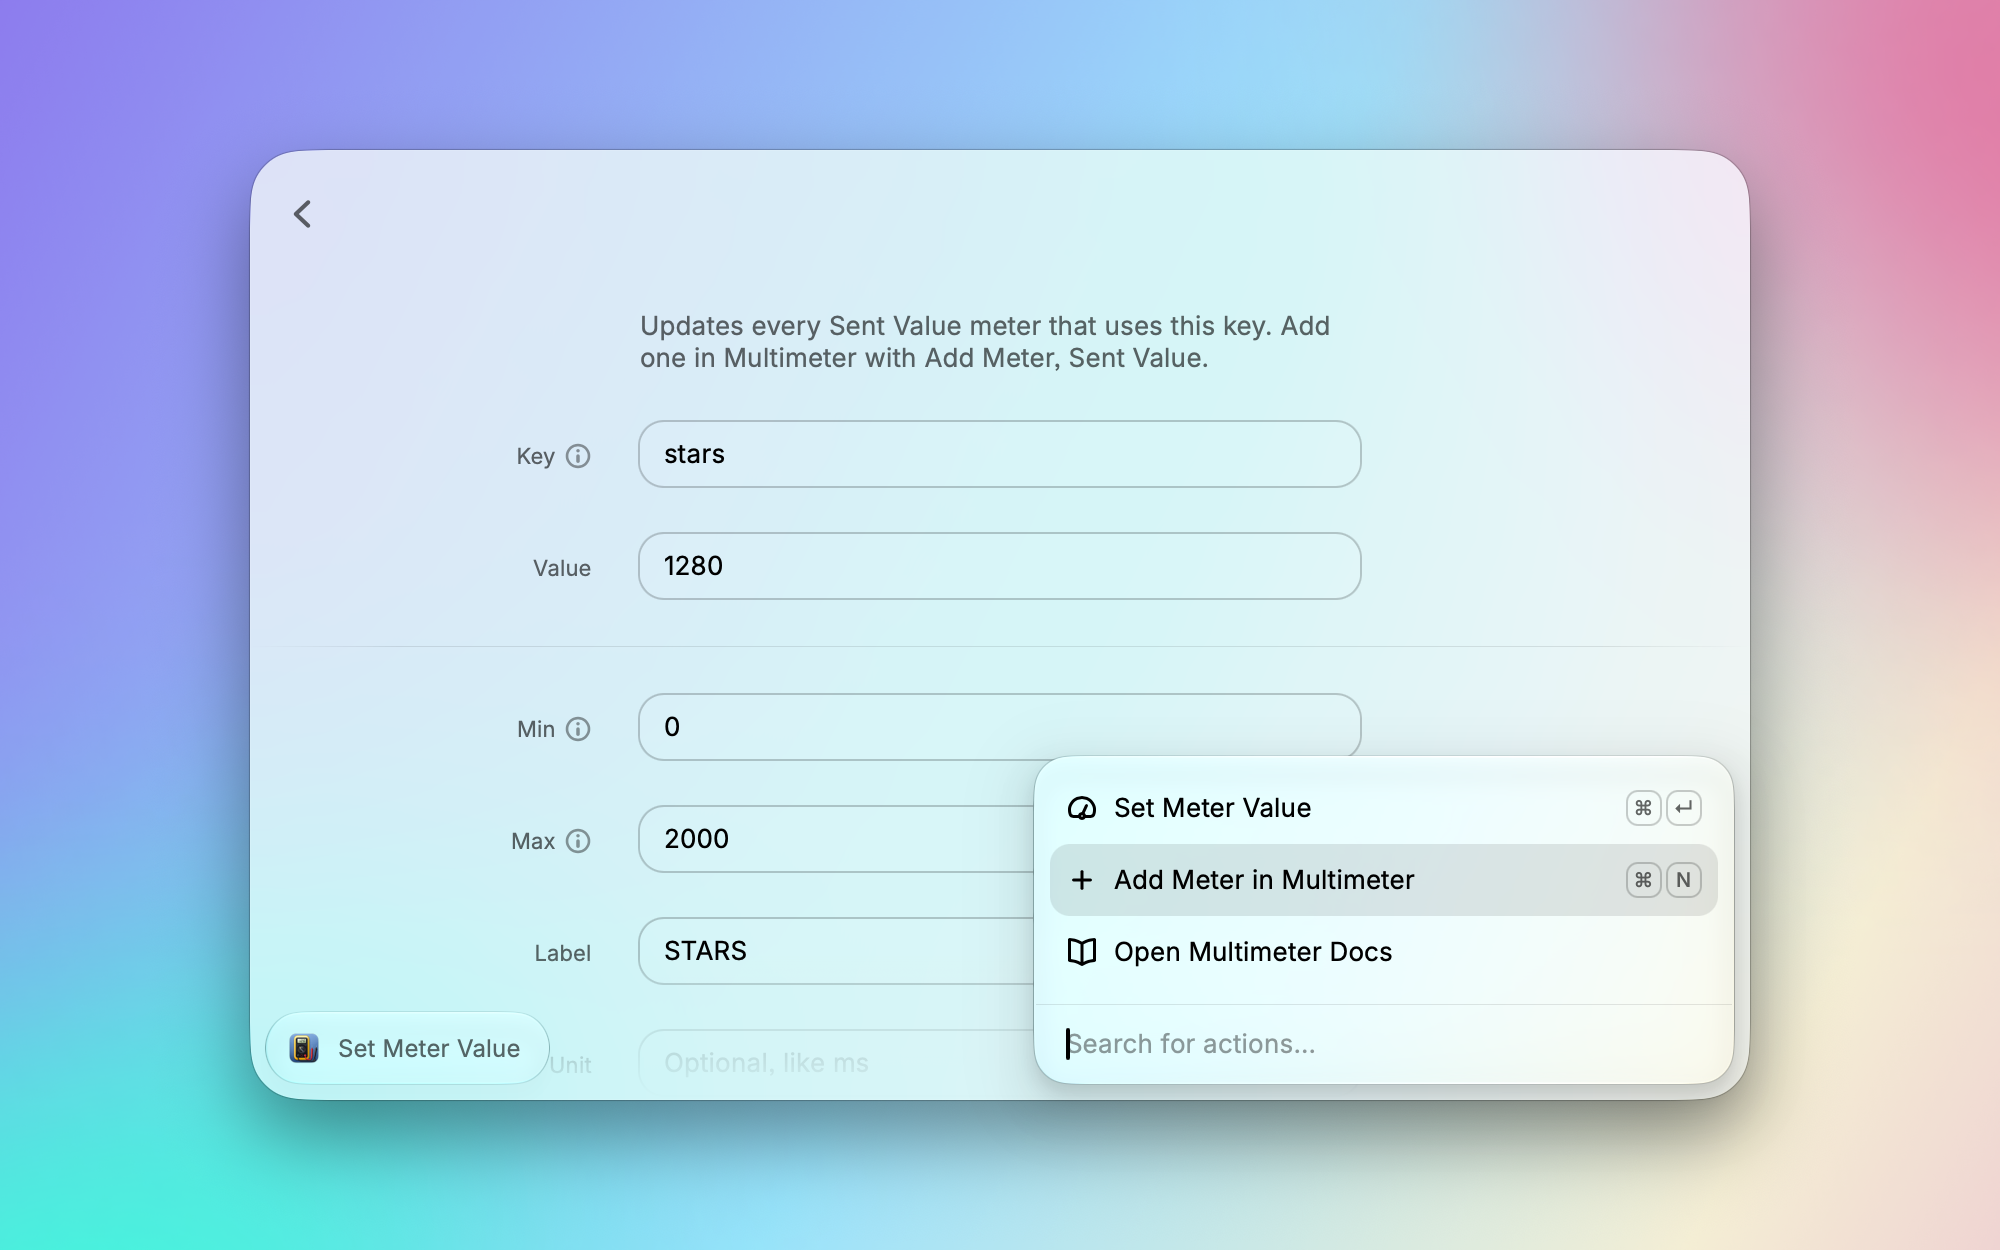 Updates every Sent Value meter that uses this key. Add
one in Multimeter with Add Meter, Sent Value.
Key
stars
Value
1280
Min
0
Max
2000
Label
STARS
Unit
Optional, like ms
Set Meter Value
Set Meter Value ⌘ ↵
Add Meter in Multimeter ⌘ N
Open Multimeter Docs
Search for actions...